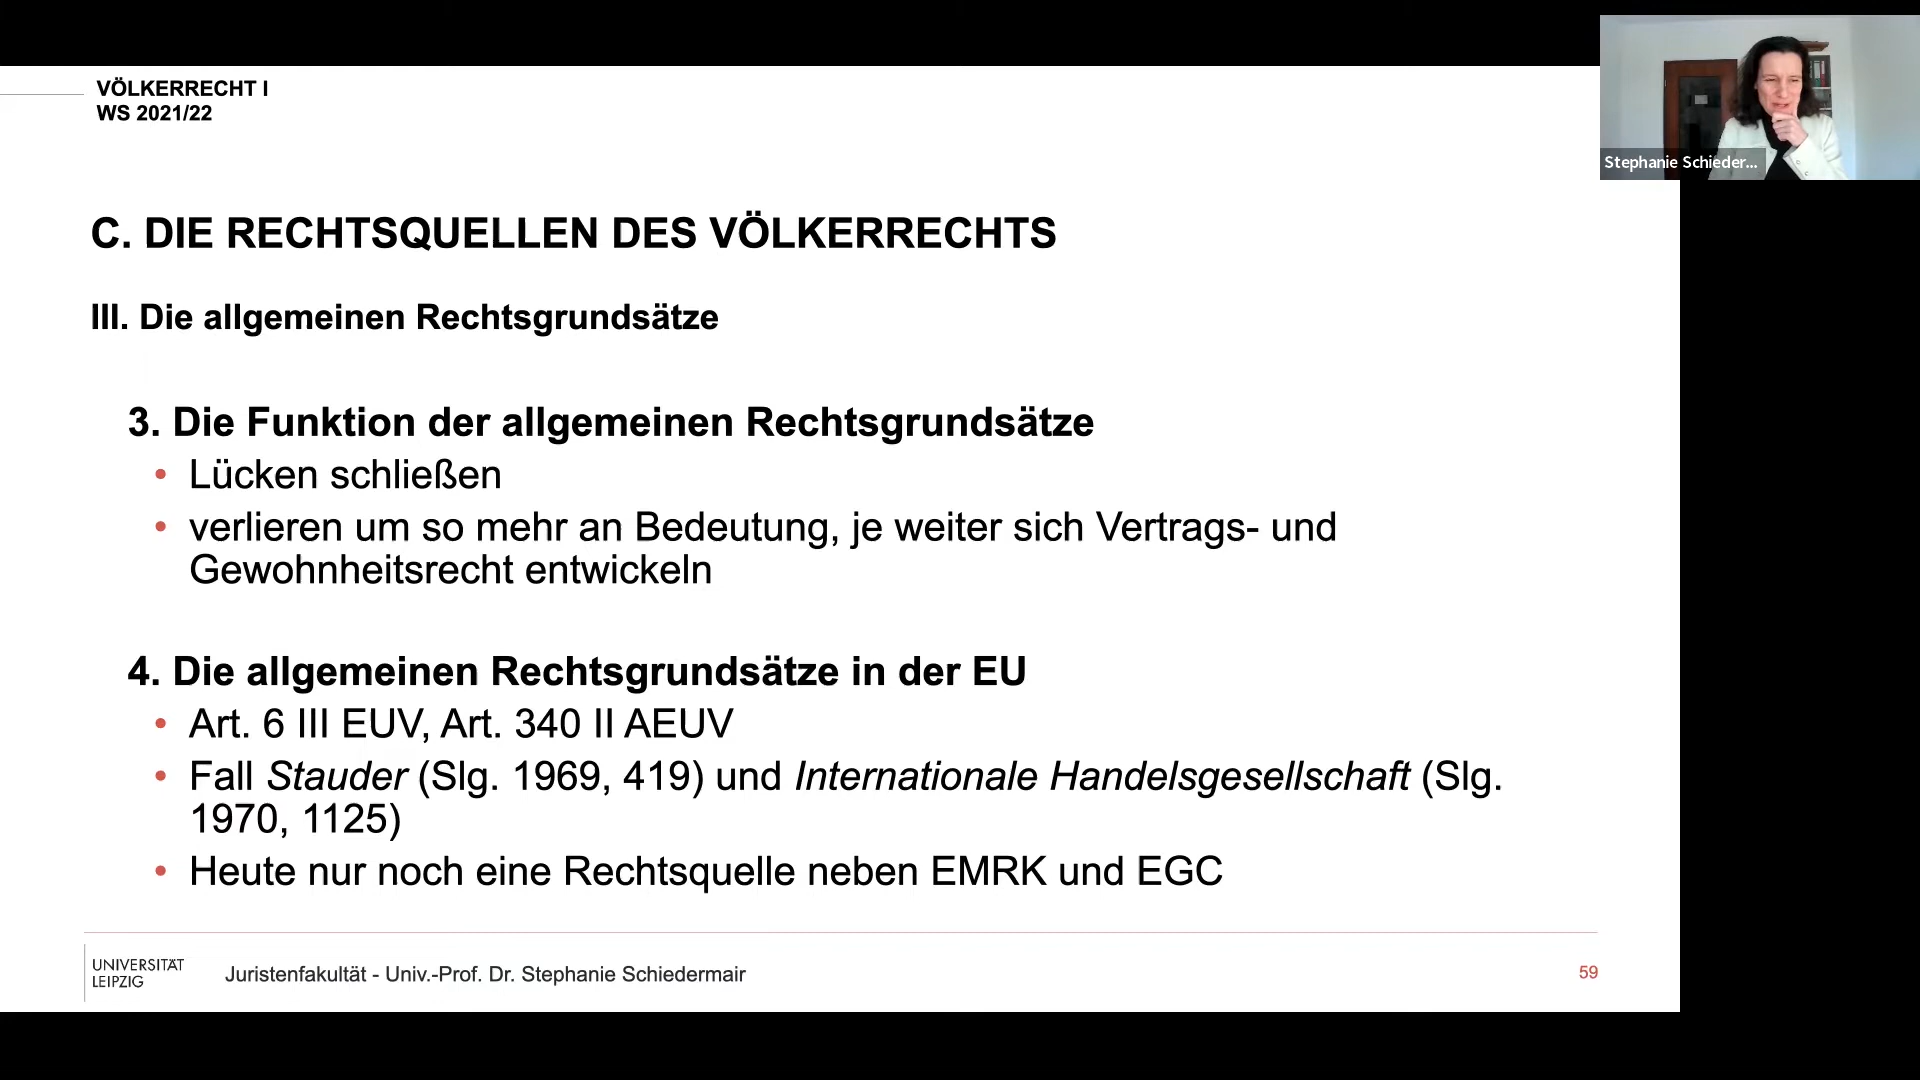 VÖLKERRECHT I
WS 2021/22
Stephanie Schieder...
C. DIE RECHTSQUELLEN DES VÖLKERRECHTS
III. Die allgemeinen Rechtsgrundsätze
3. Die Funktion der allgemeinen Rechtsgrundsätze
• Lücken schließen
• verlieren um so mehr an Bedeutung, je weiter sich Vertrags- und
Gewohnheitsrecht entwickeln
4. Die allgemeinen Rechtsgrundsätze in der EU
• Art. 6 III EUV, Art. 340 II AEUV
• Fall Stauder (Slg. 1969, 419) und Internationale Handelsgesellschaft (Slg.
1970, 1125)
• Heute nur noch eine Rechtsquelle neben EMRK und EGC
UNIVERSITÄT
LEIPZIG
Juristenfakultät - Univ.-Prof. Dr. Stephanie Schiedermair
59